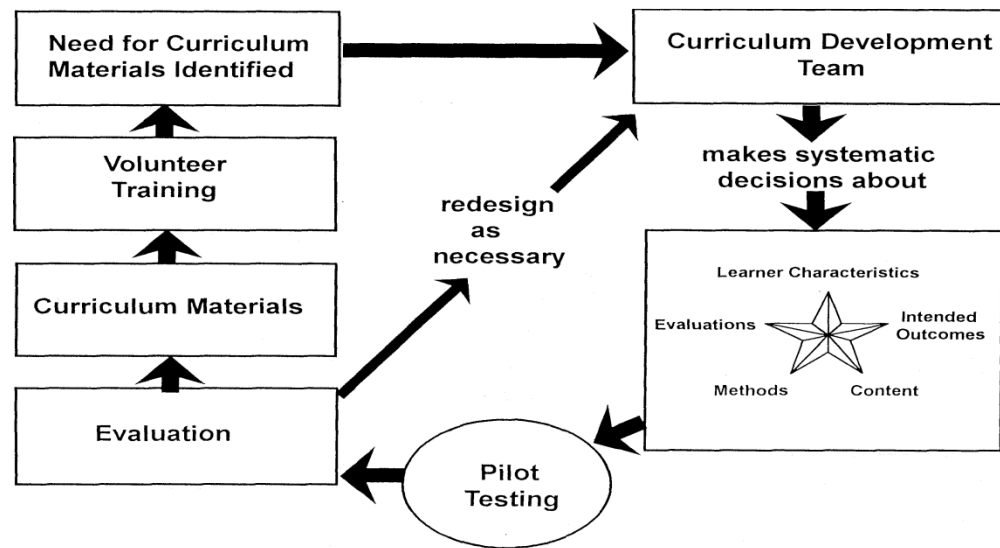 Need for Curriculum
Materials Identified
Curriculum Development
Team
Volunteer
Training
makes systematic
decisions about
redesign
as
necessary
Curriculum Materials
Learner Characteristics
Evaluations
Intended
Outcomes
Methods
Content
Evaluation
Pilot
Testing